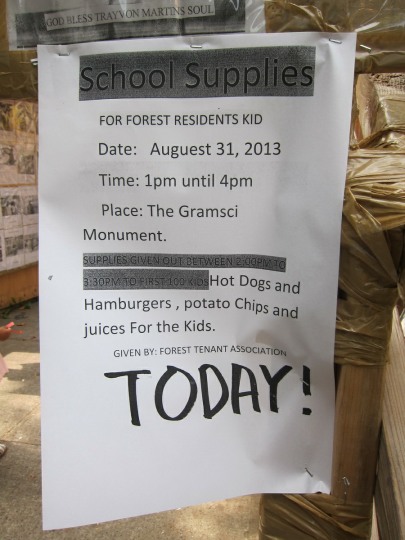 GOD BLESS TRAYVON MARTINS SOUL
School Supplies
FOR FOREST RESIDENTS KID
Date: Auguest 31, 2013
Time: 1pm until 4pm
Place: The Gramsci
Monument.
SUPPLIES GIVEN OUT BETWEEN 2:00PM TO
3:30PM TO FIRST 100 KIDS Hot Dogs and
Hamburgers , potato Chips and
juices For the Kids.
GIVEN BY: FOREST TENANT ASSOCIATION
TODAY!